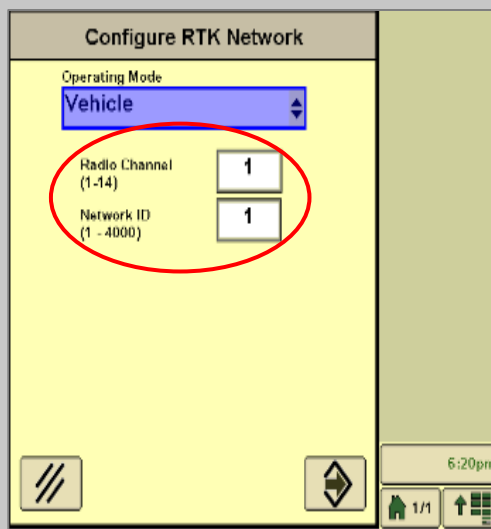 Configure RTK Network
Operating Mode
Vehicle
Radio Channel
(1-14)
1
Network ID
(1 - 4000)
1
6:20pm
1/1